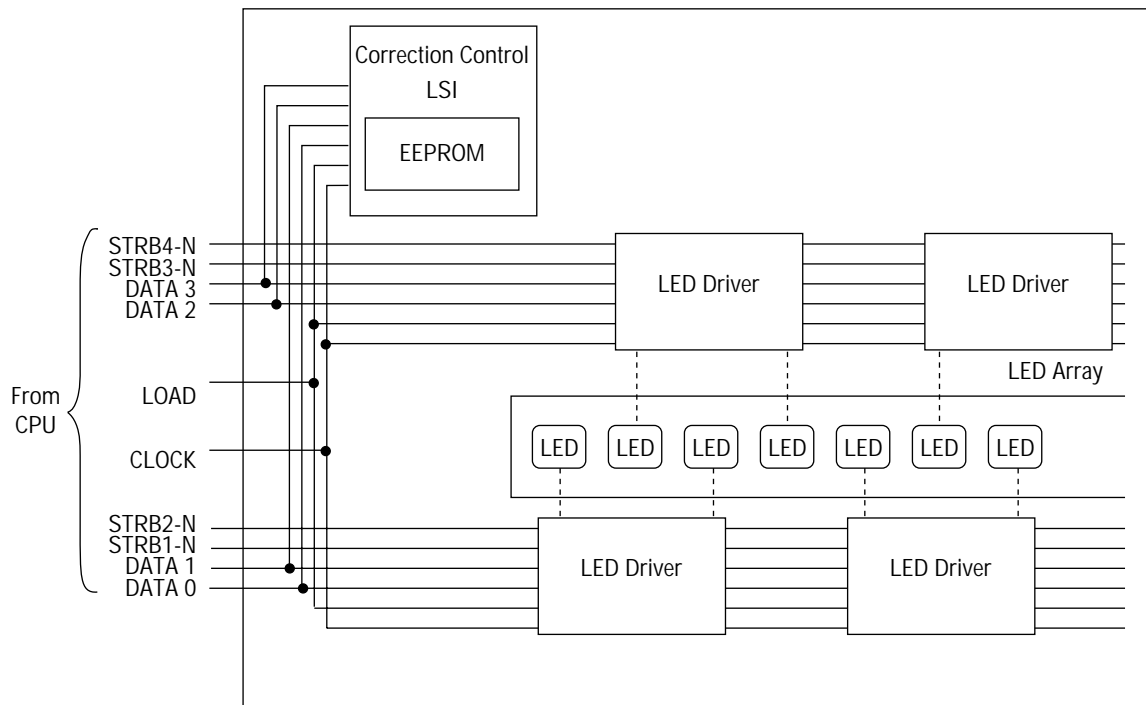 Correction Control
LSI
EEPROM
STRB4-N
STRB3-N
DATA 3
DATA 2
LED Driver
LED Driver
LED Array
From
CPU
LOAD
CLOCK
LED
LED
LED
LED
LED
LED
LED
STRB2-N
STRB1-N
DATA 1
DATA 0
LED Driver
LED Driver